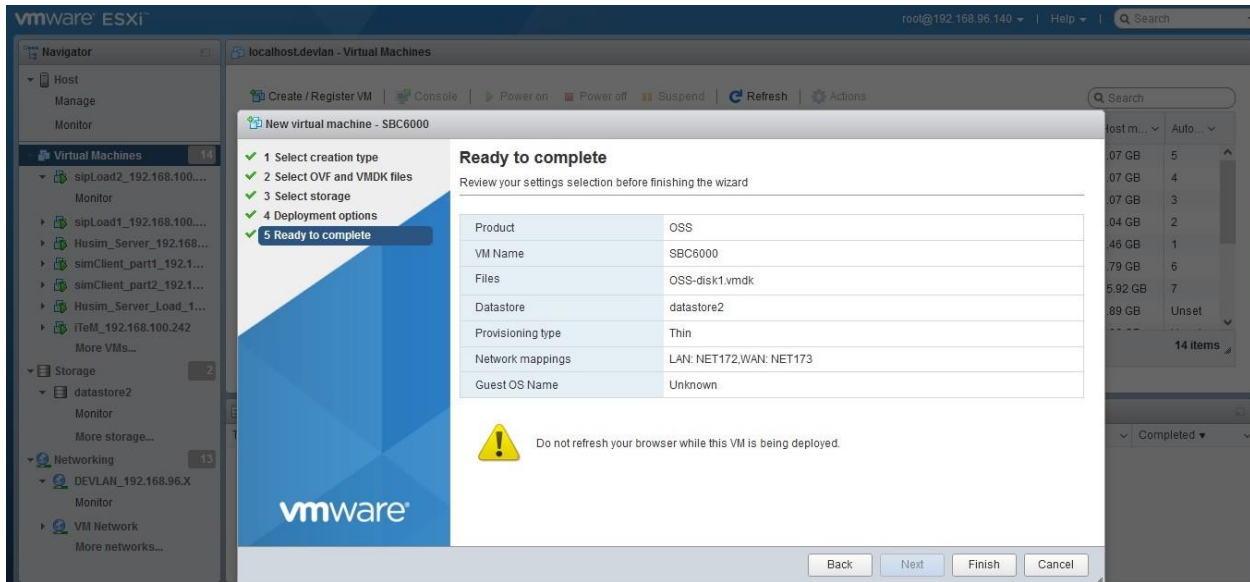 vmware ESXi™
root@192.168.96.140 | Help | Search
Navigator
localhost.devlan - Virtual Machines
Host
Manage
Monitor
Virtual Machines 14
sipLoad2_192.168.100....
Monitor
sipLoad1_192.168.100....
Husim_Server_192.168...
simClient_part1_192.1...
simClient_part2_192.1...
Husim_Server_Load_1...
iTeM_192.168.100.242
More VMs...
Storage 2
datastore2
Monitor
More storage...
Networking 13
DEVLAN_192.168.96.X
Monitor
VM Network
More networks...
Create / Register VM | Console | Power on Power off Suspend | Refresh | Actions
Search
New virtual machine - SBC6000
1 Select creation type
2 Select OVF and VMDK files
3 Select storage
4 Deployment options
5 Ready to complete
vmware®
Ready to complete
Review your settings selection before finishing the wizard
Product OSS
VM Name SBC6000
Files OSS-disk1.vmdk
Datastore datastore2
Provisioning type Thin
Network mappings LAN: NET172,WAN: NET173
Guest OS Name Unknown
Do not refresh your browser while this VM is being deployed.
Back Next Finish Cancel
Host m... Auto...
.07 GB 5
.07 GB 4
.07 GB 3
.04 GB 2
.46 GB 1
.79 GB 6
5.92 GB 7
.89 GB Unset
14 items
Completed